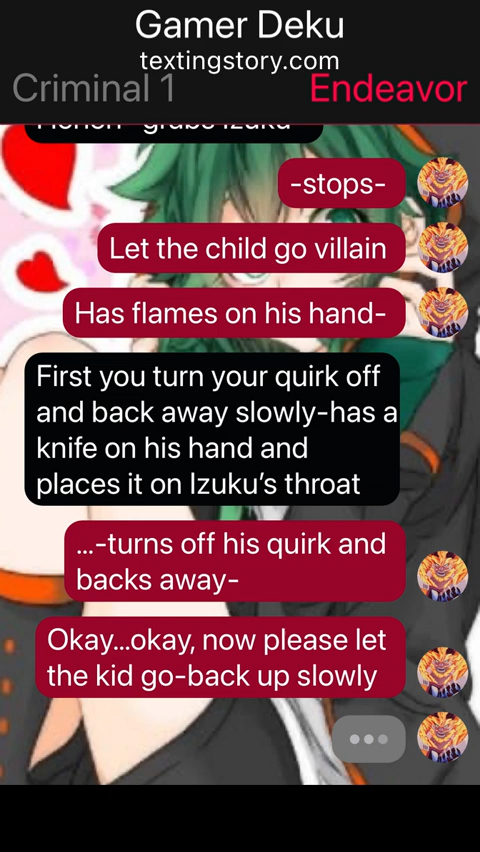 Gamer Deku
textingstory.com
Criminal 1
Endeavor
grabs Izuku
-stops-
Let the child go villain
Has flames on his hand-
First you turn your quirk off
and back away slowly-has a
knife on his hand and
places it on Izuku’s throat
...-turns off his quirk and
backs away-
Okay...okay, now please let
the kid go-back up slowly